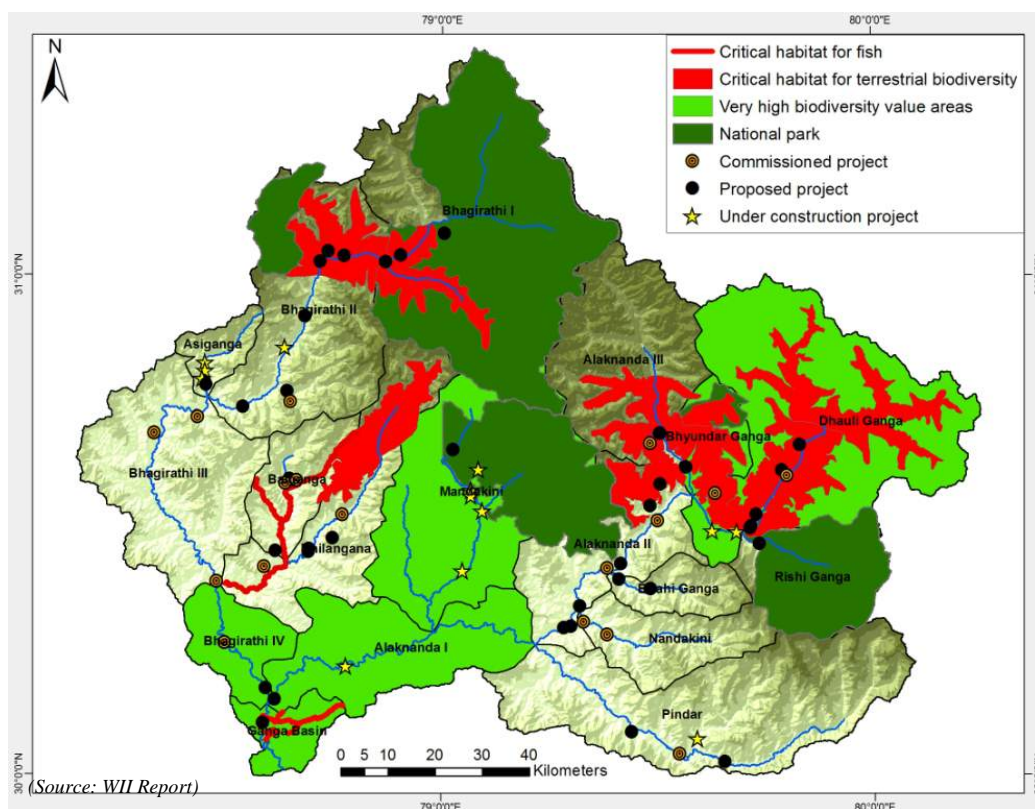 79°0'0"E
80°0'0"E
N
Critical habitat for fish
Critical habitat for terrestrial biodiversity
Very high biodiversity value areas
National park
Commissioned project
Proposed project
Under construction project
Bhagirathi I
31°0'0"N
Bhagirathi II
Asiganga
Alaknanda III
Dhauli Ganga
Bhyundar Ganga
Bhagirathi III
Mandakini
Alaknanda II
Rishi Ganga
Ganga
Nandakini
Bhagirathi IV
Alaknanda I
Pindar
Ganga Basin
0 5 10 20 30 40
Kilometers
30°0'0"N
(Source: WII Report)
79°0'0"E
80°0'0"E